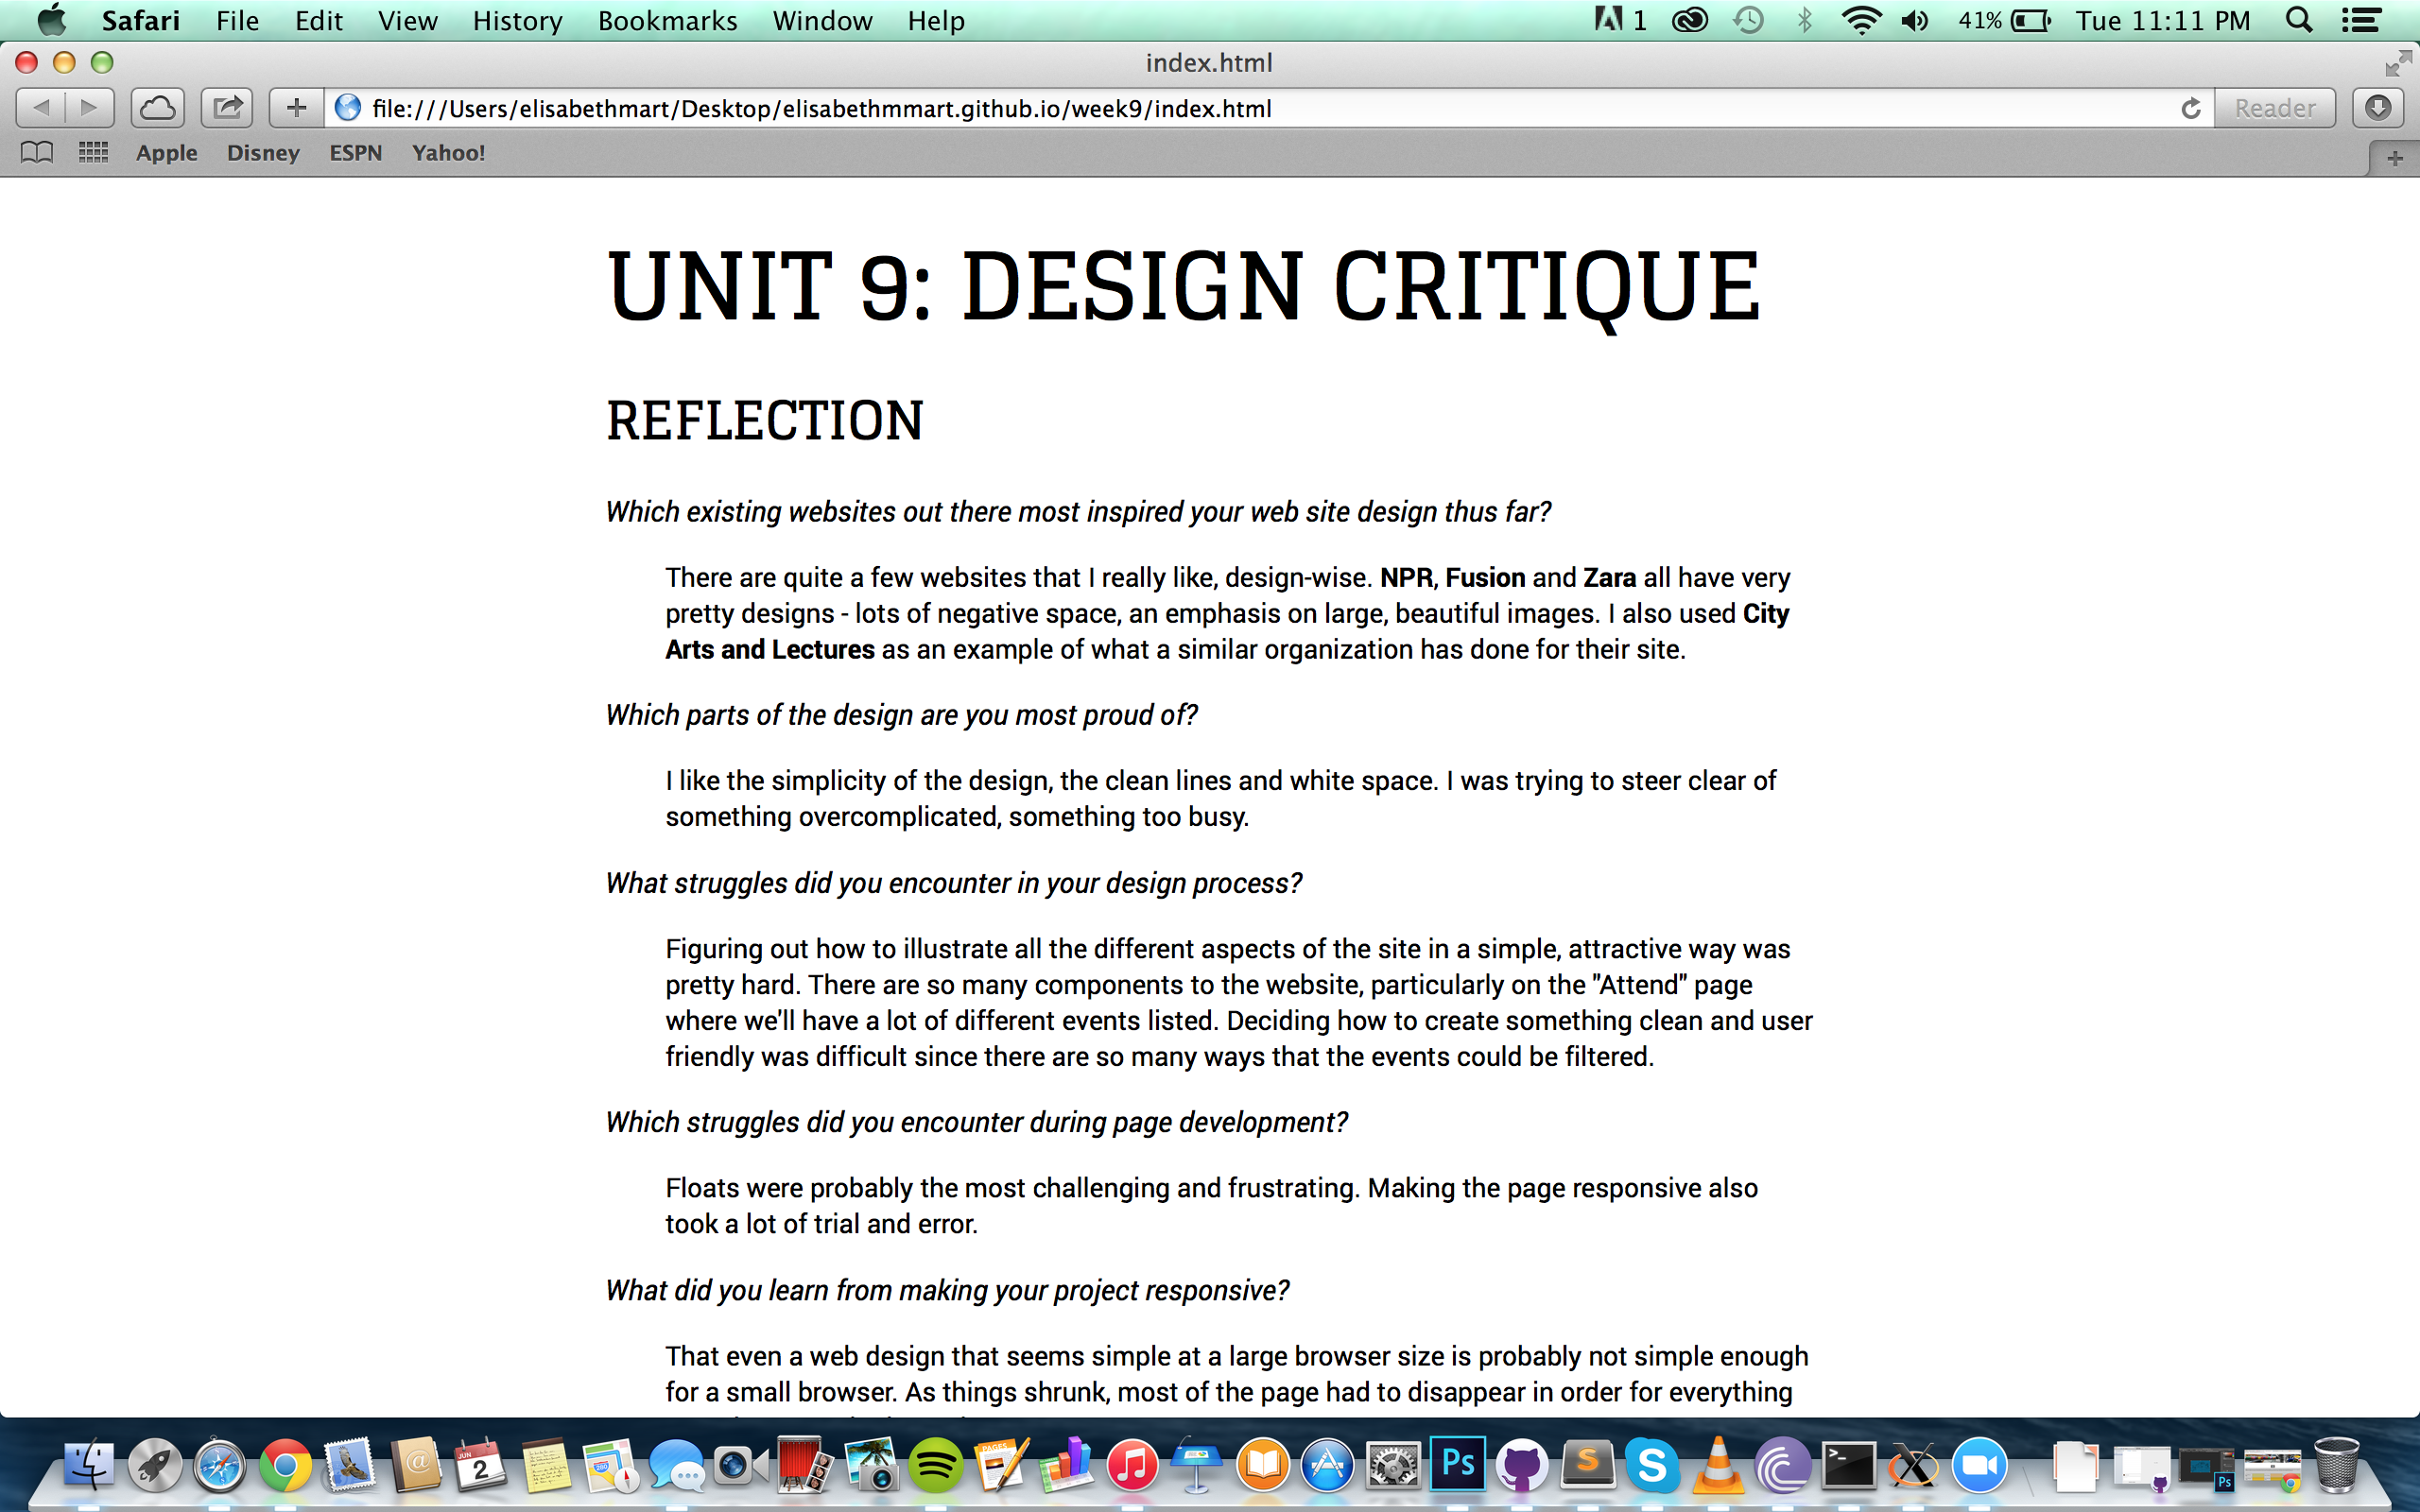 Safari File Edit View History Bookmarks Window Help 1 41% Tue 11:11 PM
index.html
file:///Users/elisabethmart/Desktop/elisabethmmart.github.io/week9/index.html Reader
Apple Disney ESPN Yahoo!
UNIT 9: DESIGN CRITIQUE
REFLECTION
Which existing websites out there most inspired your web site design thus far?
There are quite a few websites that I really like, design-wise. NPR, Fusion and Zara all have very
pretty designs - lots of negative space, an emphasis on large, beautiful images. I also used City
Arts and Lectures as an example of what a similar organization has done for their site.
Which parts of the design are you most proud of?
I like the simplicity of the design, the clean lines and white space. I was trying to steer clear of
something overcomplicated, something too busy.
What struggles did you encounter in your design process?
Figuring out how to illustrate all the different aspects of the site in a simple, attractive way was
pretty hard. There are so many components to the website, particularly on the "Attend" page
where we'll have a lot of different events listed. Deciding how to create something clean and user
friendly was difficult since there are so many ways that the events could be filtered.
Which struggles did you encounter during page development?
Floats were probably the most challenging and frustrating. Making the page responsive also
took a lot of trial and error.
What did you learn from making your project responsive?
That even a web design that seems simple at a large browser size is probably not simple enough
for a small browser. As things shrunk, most of the page had to disappear in order for everything
JUN 2 PAGES Ps S S Ps